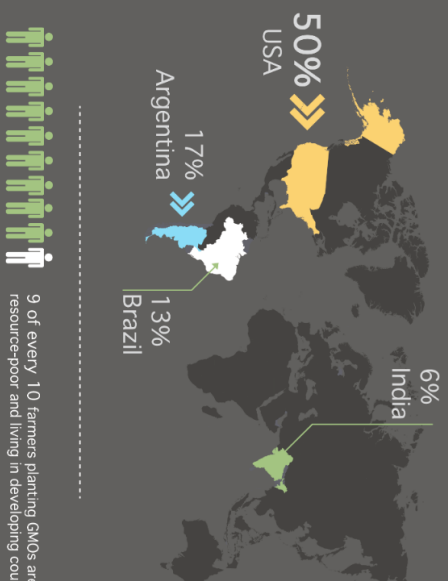 50%
USA
17%
Argentina
13%
Brazil
6%
India
9 of every 10 farmers planting GMOs are
resource-poor and living in developing